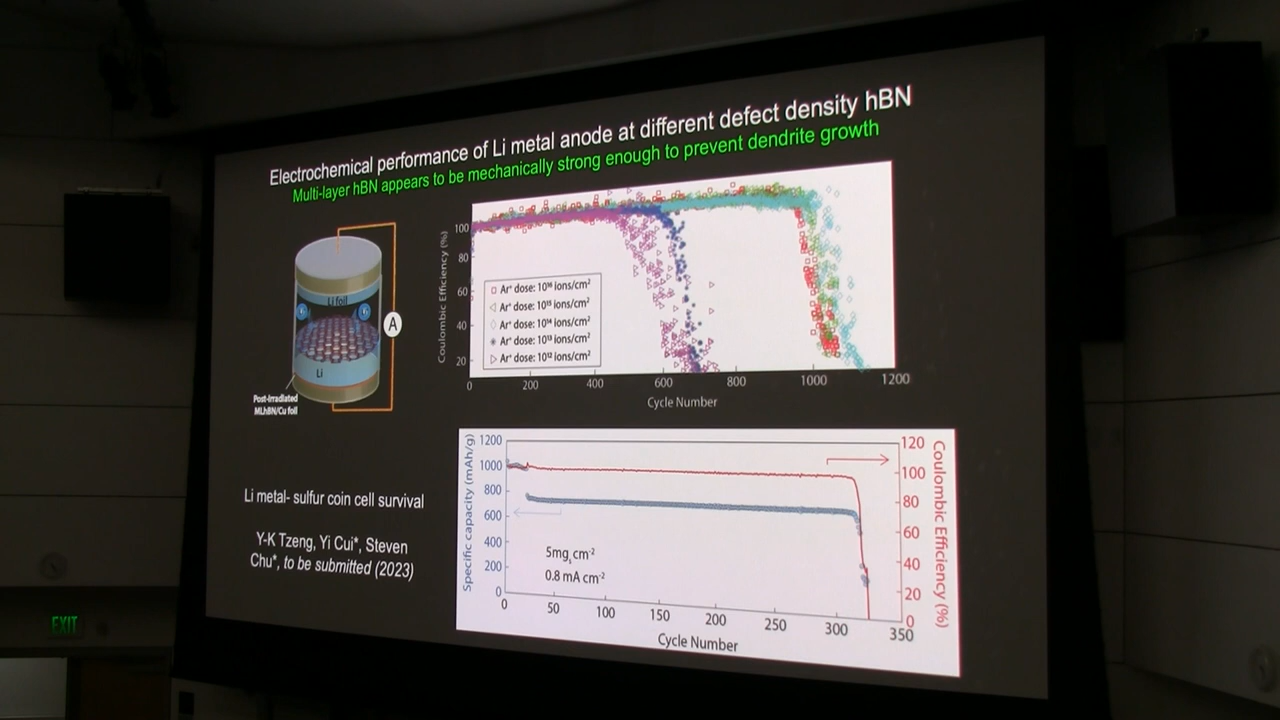 Electrochemical performance of Li metal anode at different defect density hBN
Multi-layer hBN appears to be mechanically strong enough to prevent dendrite growth
Li foil
A
Li
Post-irradiated
MLhBN/Cu foil
Coulombic Efficiency (%)
100
80
60
40
20
Ar⁺ dose: 10¹⁶ ions/cm²
Ar⁺ dose: 10¹⁵ ions/cm²
Ar⁺ dose: 10¹⁴ ions/cm²
Ar⁺ dose: 10¹³ ions/cm²
Ar⁺ dose: 10¹² ions/cm²
0 200 400 600 800 1000 1200
Cycle Number
Li metal- sulfur coin cell survival
Y-K Tzeng, Yi Cui*, Steven
Chu*, to be submitted (2023)
Specific capacity (mAh/g)
1200
1000
800
600
400
200
0
5mgₛcm⁻²
0.8 mA cm⁻²
0 50 100 150 200 250 300 350
Cycle Number
120
100
80
60
40
20
0
Coulombic Efficiency (%)
EXIT